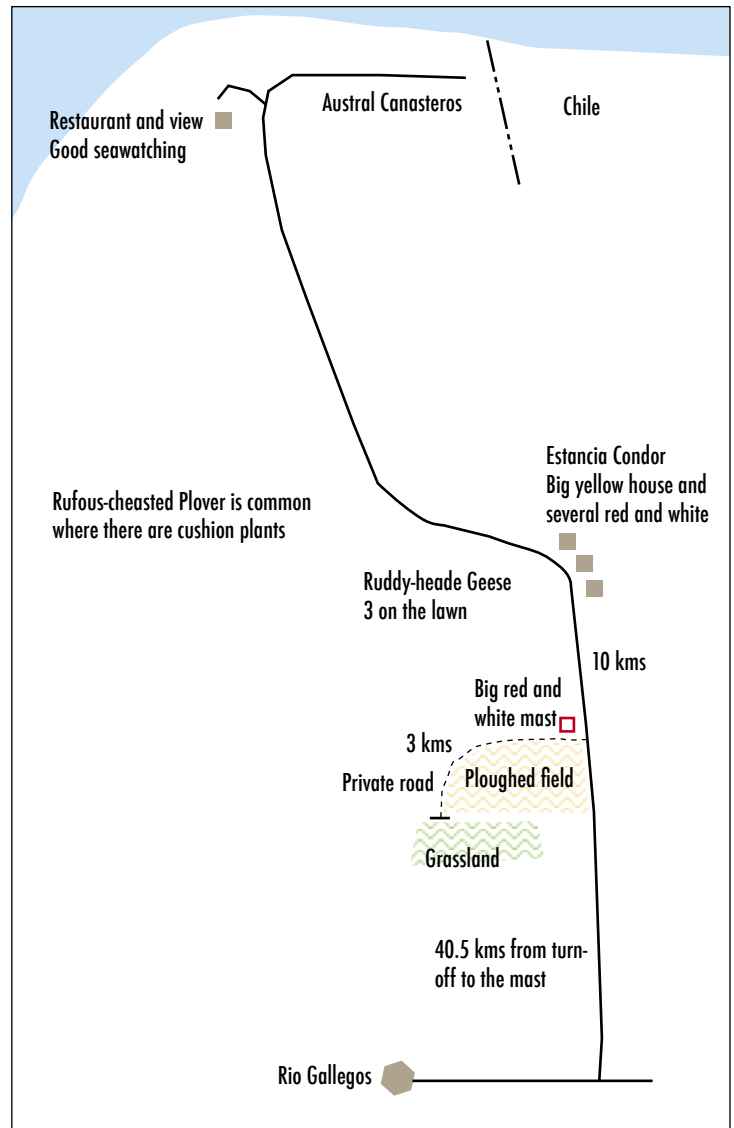 Austral Canasteros
Chile
Restaurant and view
Good seawatching
Estancia Condor
Big yellow house and
several red and white
Rufous-cheasted Plover is common
where there are cushion plants
Ruddy-heade Geese
3 on the lawn
10 kms
Big red and
white mast
3 kms
Private road
Ploughed field
Grassland
40.5 kms from turn-
off to the mast
Rio Gallegos